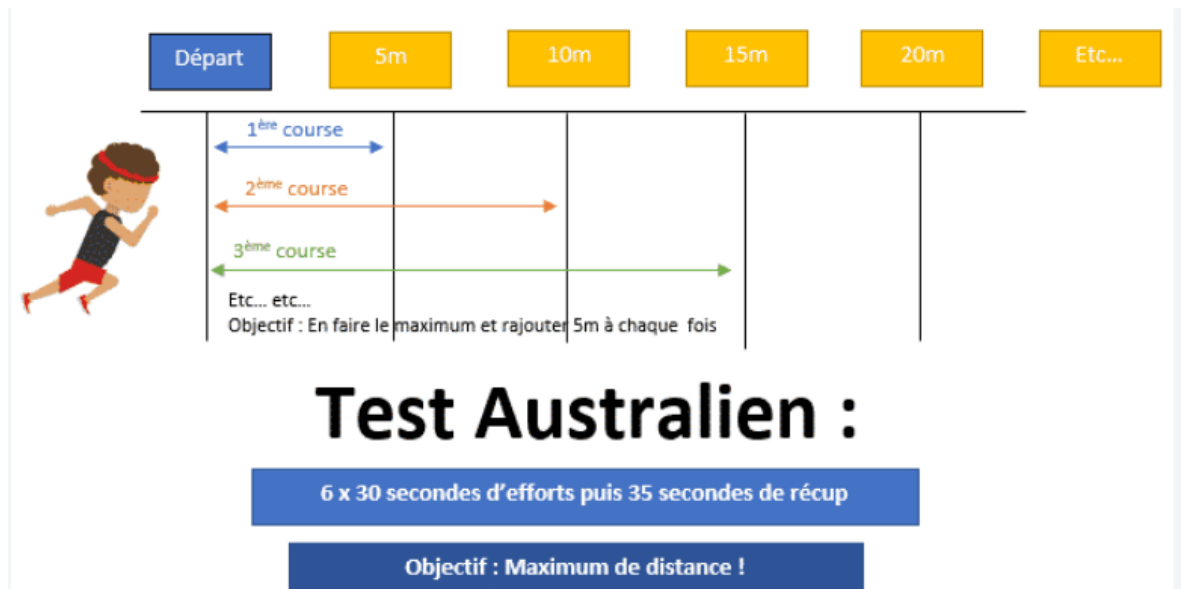 Départ 5m 10m 15m 20m Etc...
1ère course
2ème course
3ème course
Etc... etc...
Objectif : En faire le maximum et rajouter 5m à chaque fois
Test Australien :
6 x 30 secondes d’efforts puis 35 secondes de récup
Objectif : Maximum de distance !